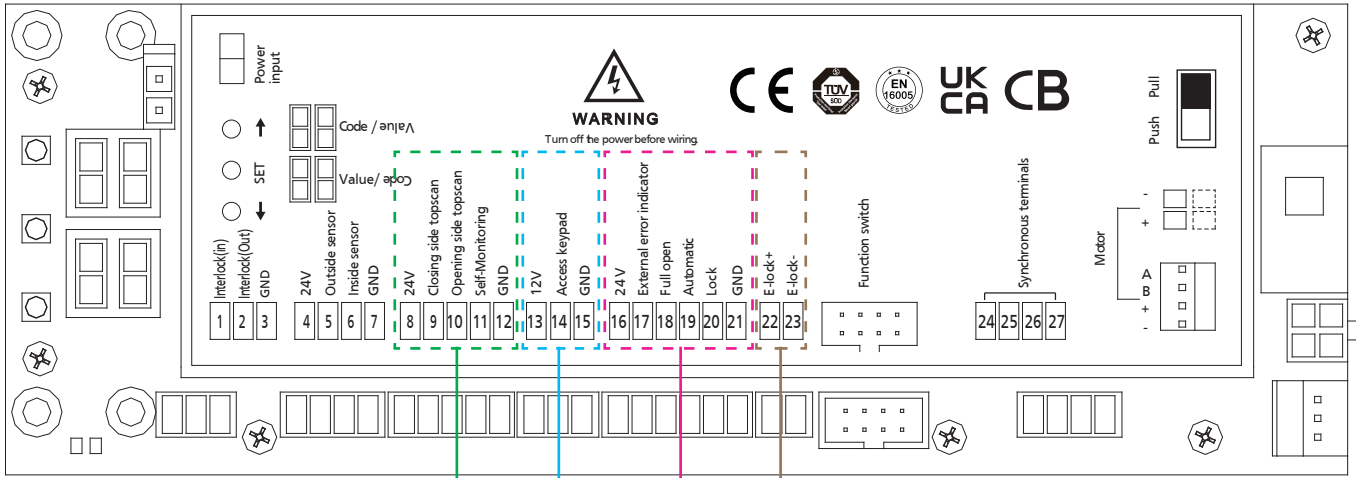 Power
input
Code / Value
SET
Value/ Code
WARNING
Turn off the power before wiring.
CE
TÜV
SÜD
EN
16005
TESTED
UK
CA
CB
Push Pull
Interlock(in)
Interlock(Out)
GND
24V
Outside sensor
Inside sensor
GND
24V
Closing side topscan
Opening side topscan
Self-Monitoring
GND
12V
Access keypad
GND
24V
External error indicator
Full open
Automatic
Lock
GND
E-lock+
E-lock-
Function switch
Synchronous terminals
Motor
-
+
A
B
+
-
1 2 3 4 5 6 7 8 9 10 11 12 13 14 15 16 17 18 19 20 21 22 23 24 25 26 27